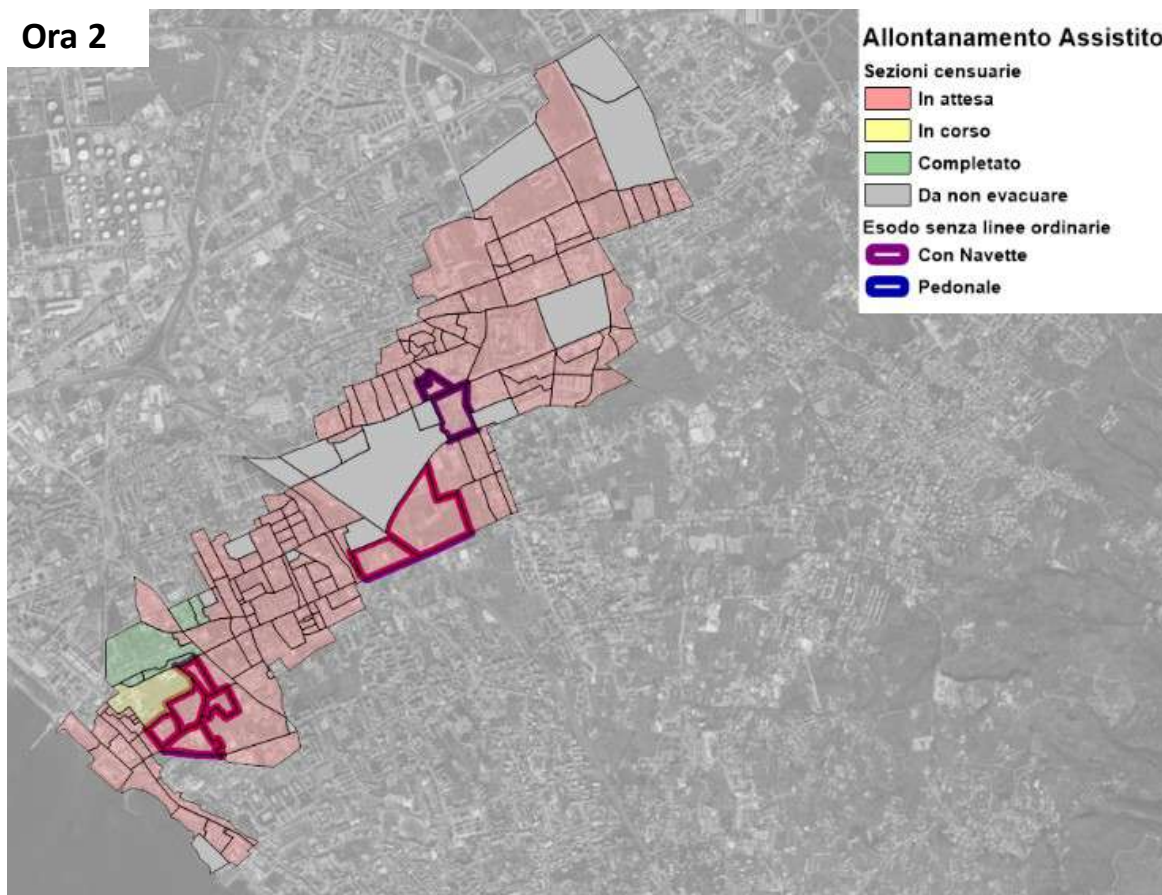 Ora 2
Allontanamento Assistito
Sezioni censuarie
In attesa
In corso
Completato
Da non evacuare
Esodo senza linee ordinarie
Con Navette
Pedonale